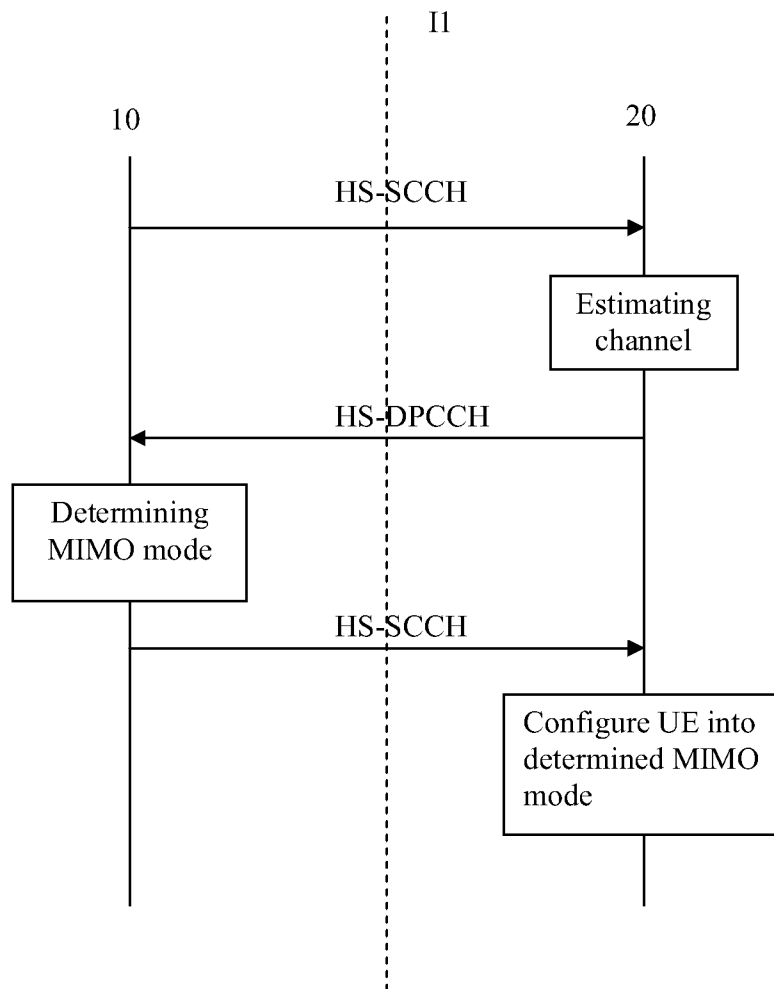 I1
10
20
HS-SCCH
Estimating
channel
HS-DPCCH
Determining
MIMO mode
HS-SCCH
Configure UE into
determined MIMO
mode